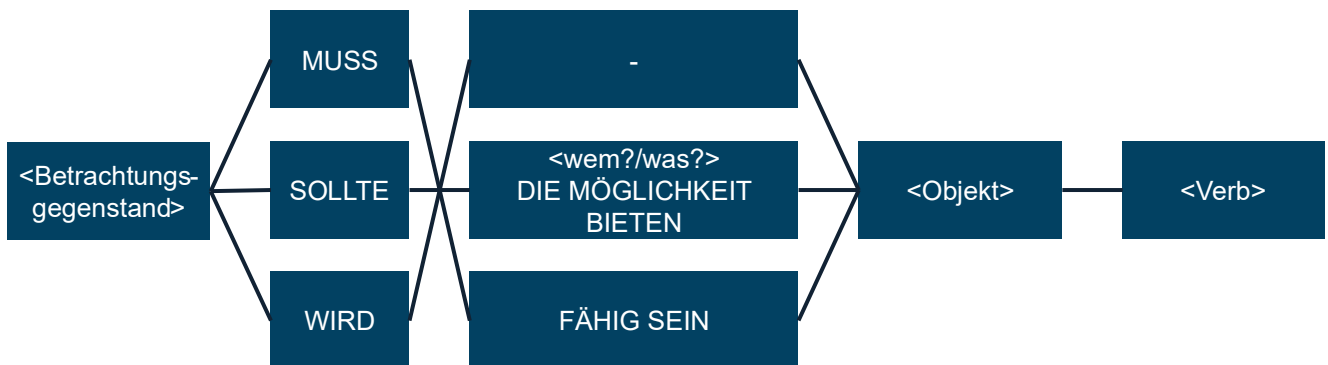 <Betrachtungs-
gegenstand>
MUSS
SOLLTE
WIRD
-
<wem?/was?>
DIE MÖGLICHKEIT
BIETEN
FÄHIG SEIN
<Objekt>
<Verb>